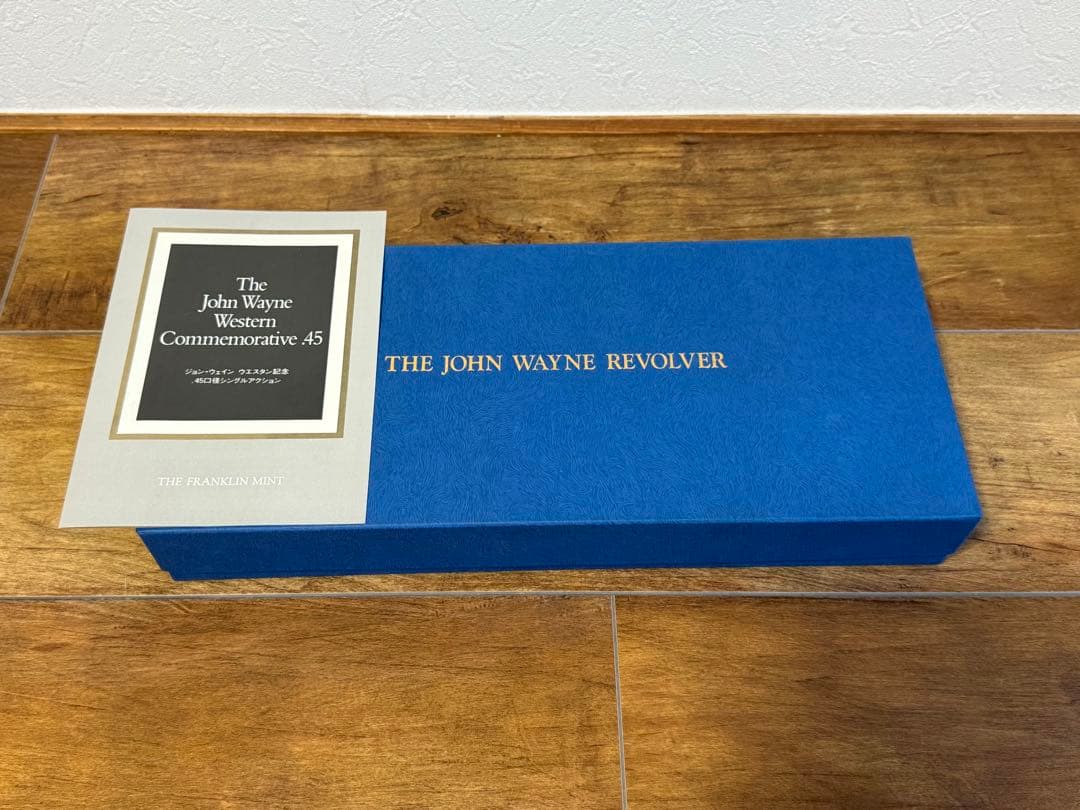 The
John Wayne
Western
Commemorative .45
ジョン・ウェイン ウエスタン記念
.45口径シングルアクション
THE FRANKLIN MINT
THE JOHN WAYNE REVOLVER